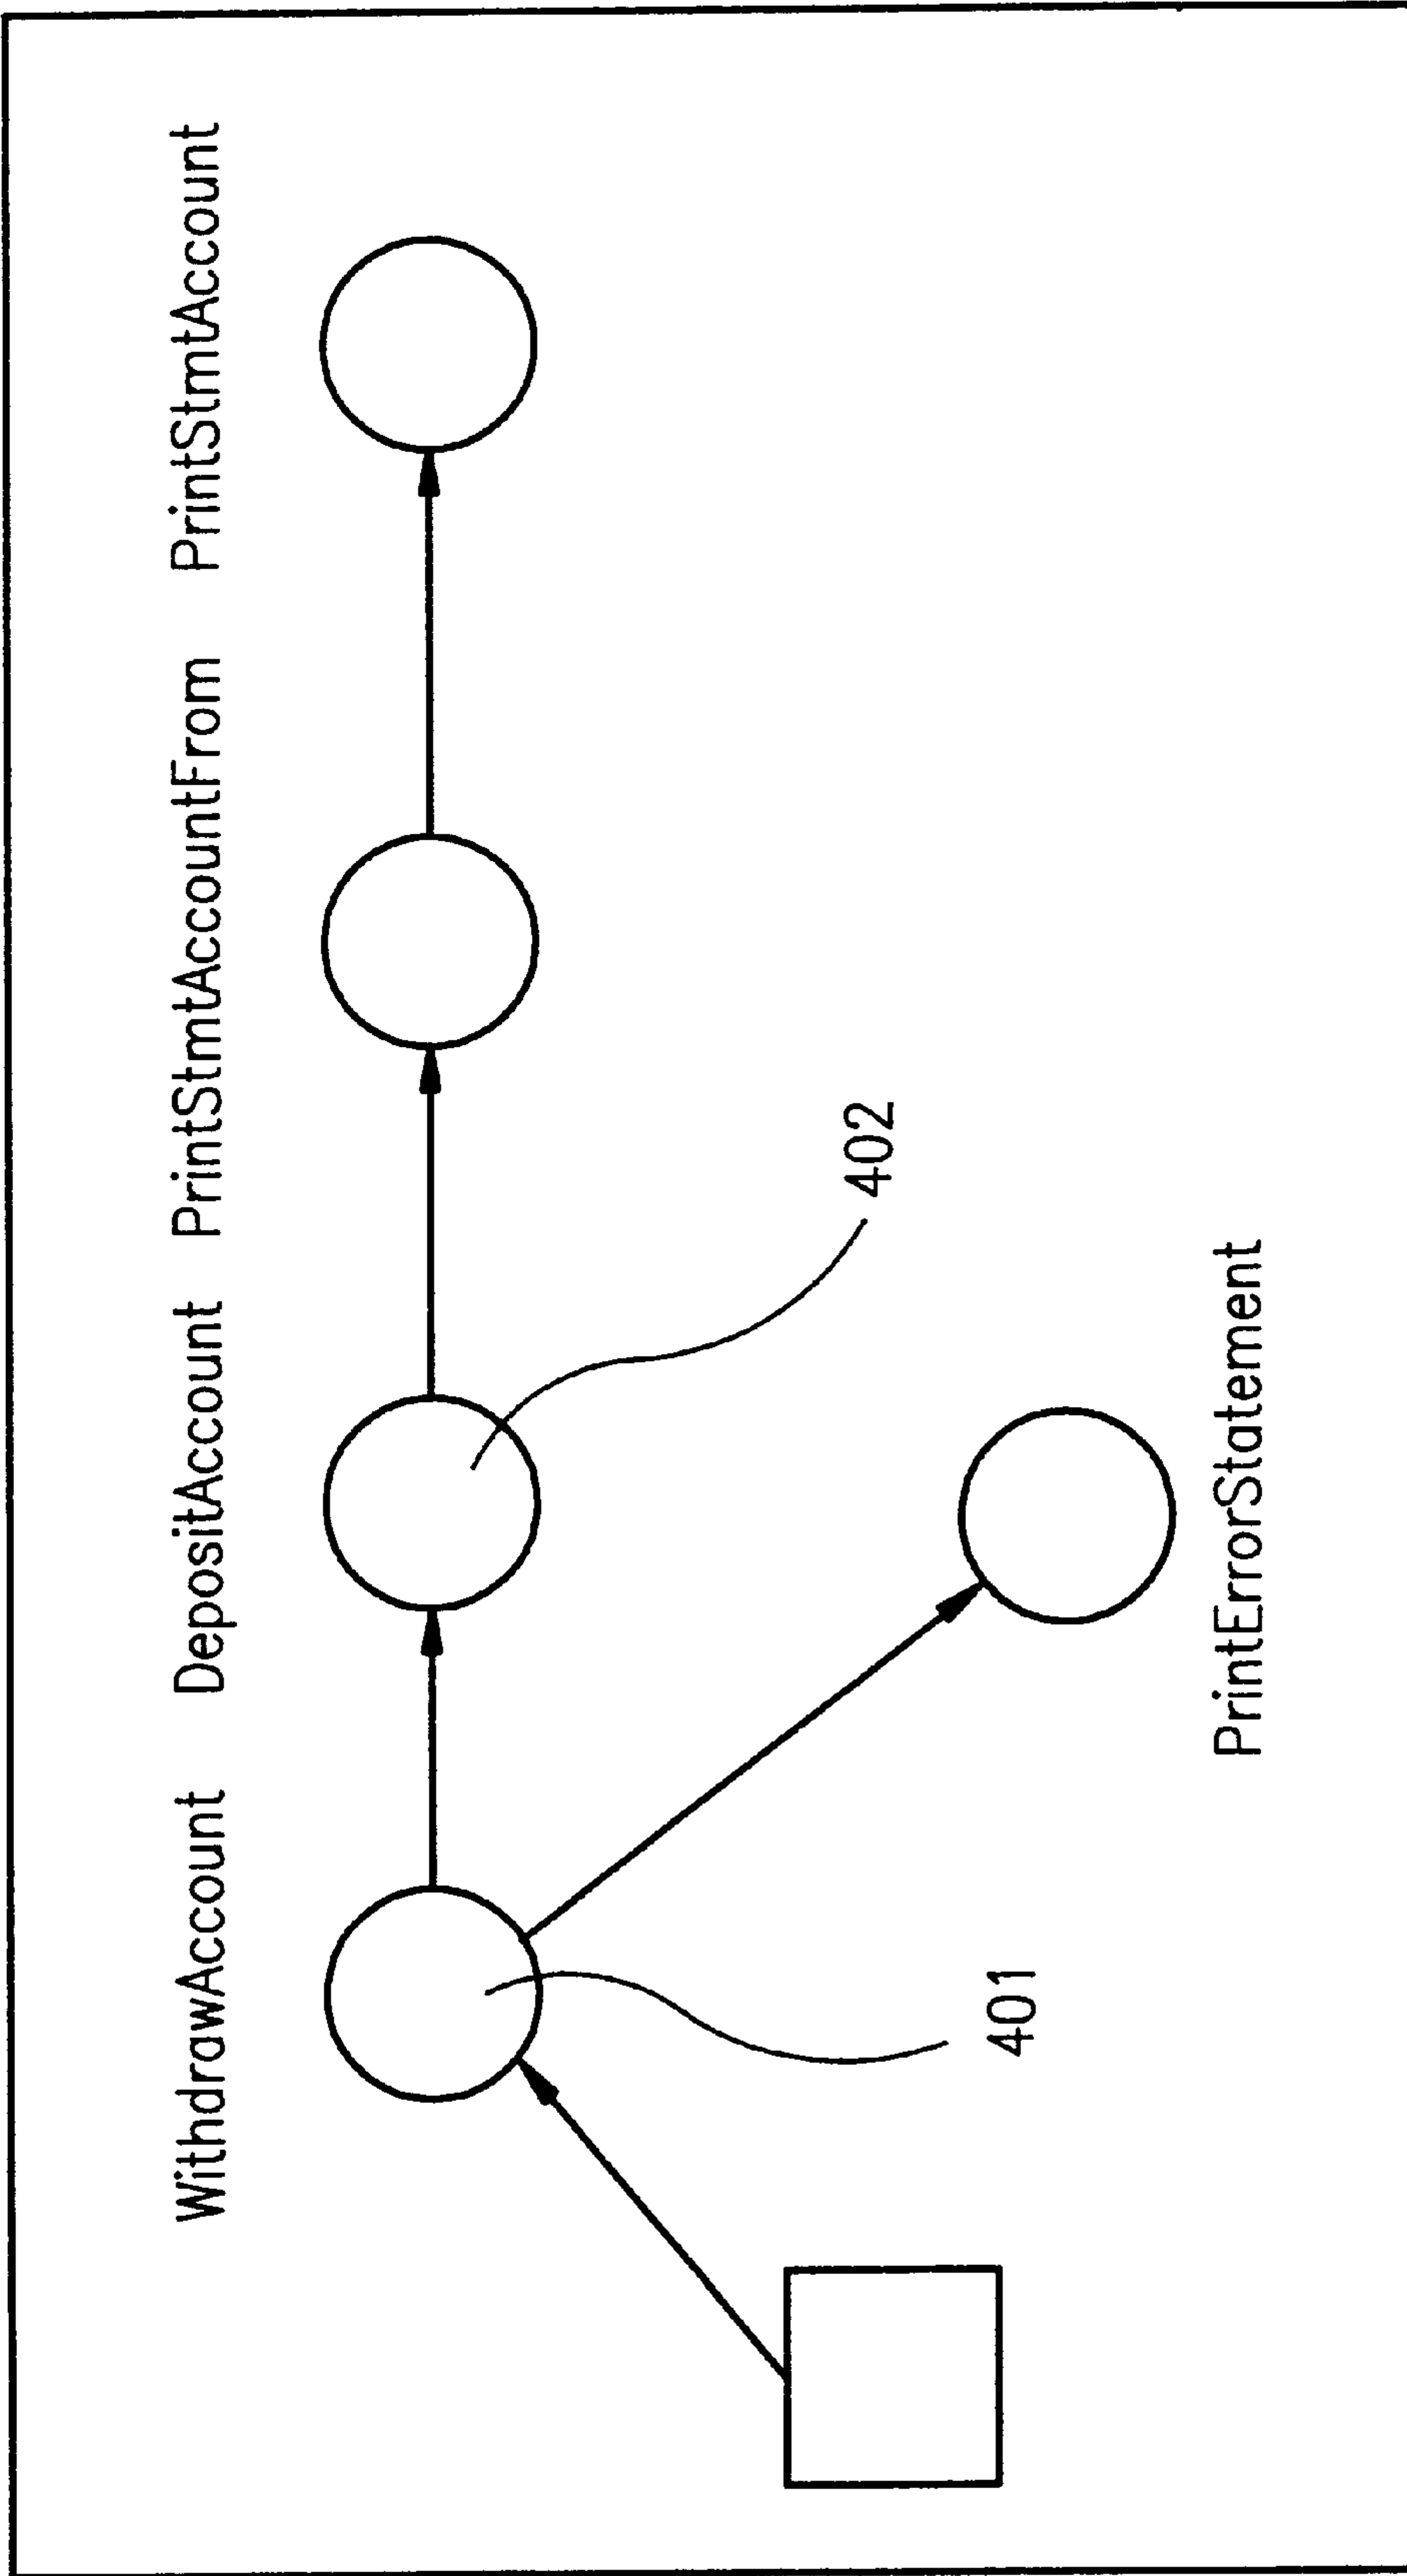 WithdrawAccount DepositAccount PrintStmtAccountFrom PrintStmtAccount
402
401
PrintErrorStatement